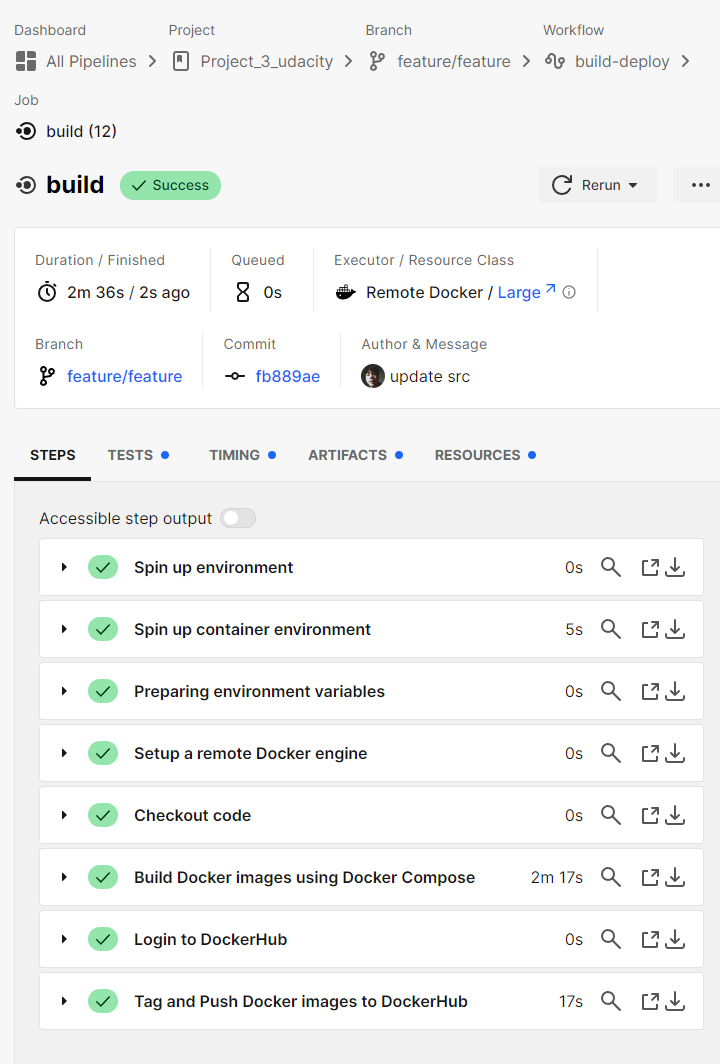 Dashboard Project Branch Workflow
All Pipelines Project_3_udacity feature/feature build-deploy
Job
build (12)
build Success Rerun
Duration / Finished Queued Executor / Resource Class
2m 36s / 2s ago 0s Remote Docker / Large
Branch Commit Author & Message
feature/feature fb889ae update src
STEPS TESTS TIMING ARTIFACTS RESOURCES
Accessible step output
Spin up environment 0s
Spin up container environment 5s
Preparing environment variables 0s
Setup a remote Docker engine 0s
Checkout code 0s
Build Docker images using Docker Compose 2m 17s
Login to DockerHub 0s
Tag and Push Docker images to DockerHub 17s